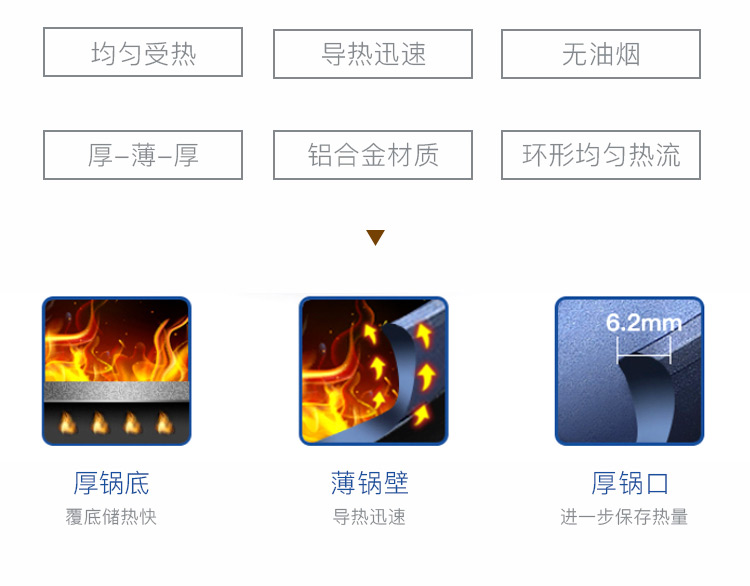 均匀受热
导热迅速
无油烟
厚–薄–厚
铝合金材质
环形均匀热流
6.2mm
厚锅底
薄锅壁
厚锅口
覆底储热快
导热迅速
进一步保存热量